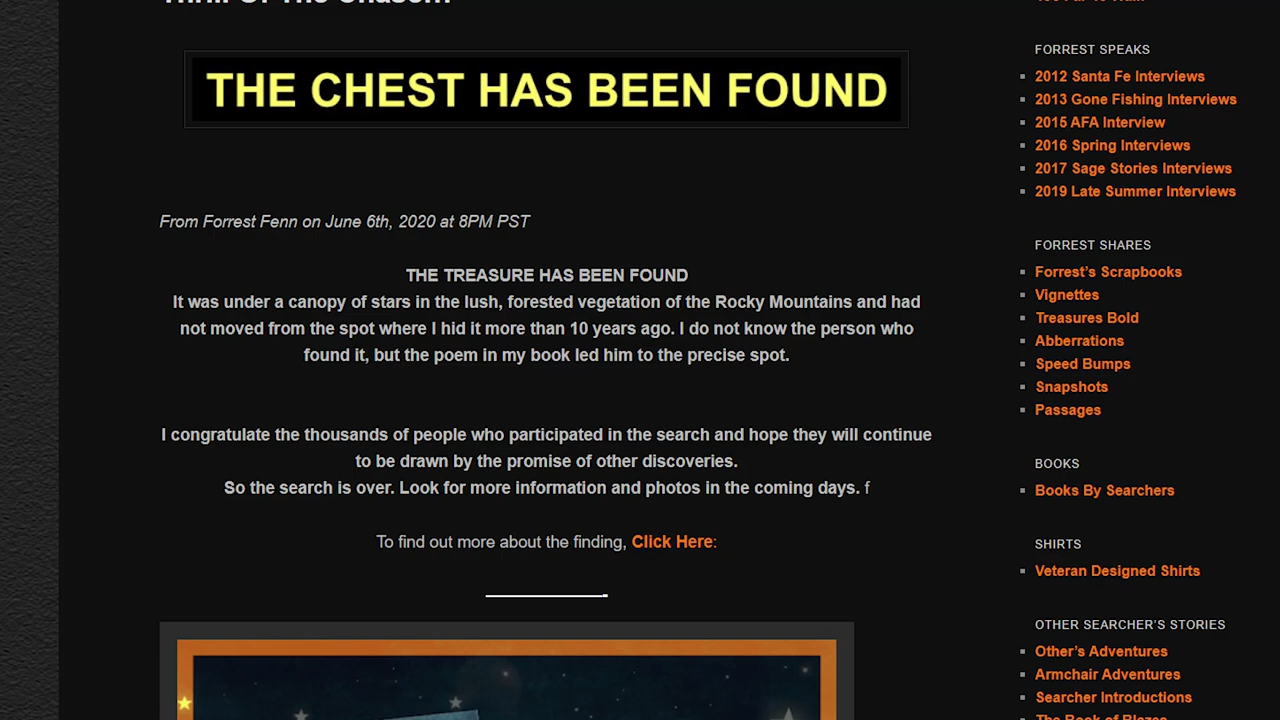 THE CHEST HAS BEEN FOUND
From Forrest Fenn on June 6th, 2020 at 8PM PST
THE TREASURE HAS BEEN FOUND
It was under a canopy of stars in the lush, forested vegetation of the Rocky Mountains and had
not moved from the spot where I hid it more than 10 years ago. I do not know the person who
found it, but the poem in my book led him to the precise spot.
I congratulate the thousands of people who participated in the search and hope they will continue
to be drawn by the promise of other discoveries.
So the search is over. Look for more information and photos in the coming days. f
To find out more about the finding, Click Here:
FORREST SPEAKS
2012 Santa Fe Interviews
2013 Gone Fishing Interviews
2015 AFA Interview
2016 Spring Interviews
2017 Sage Stories Interviews
2019 Late Summer Interviews
FORREST SHARES
Forrest's Scrapbooks
Vignettes
Treasures Bold
Abberrations
Speed Bumps
Snapshots
Passages
BOOKS
Books By Searchers
SHIRTS
Veteran Designed Shirts
OTHER SEARCHER'S STORIES
Other's Adventures
Armchair Adventures
Searcher Introductions
The Book of Blazes